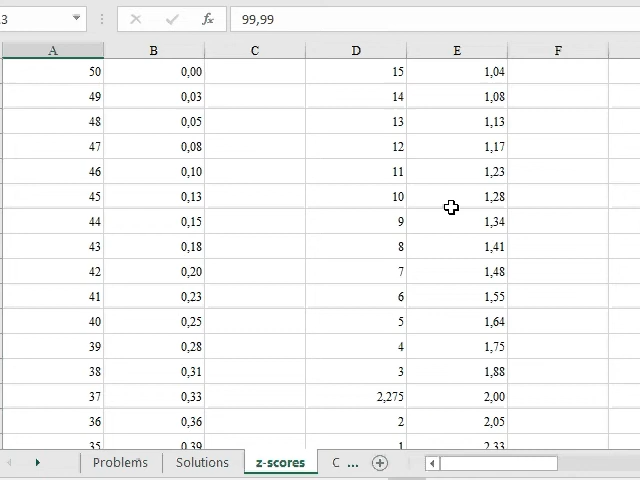 3 fx 99,99
A B C D E F
50 0,00 15 1,04
49 0,03 14 1,08
48 0,05 13 1,13
47 0,08 12 1,17
46 0,10 11 1,23
45 0,13 10 1,28
44 0,15 9 1,34
43 0,18 8 1,41
42 0,20 7 1,48
41 0,23 6 1,55
40 0,25 5 1,64
39 0,28 4 1,75
38 0,31 3 1,88
37 0,33 2,275 2,00
36 0,36 2 2,05
35 0,39 1 2,33
Problems Solutions z-scores C ...